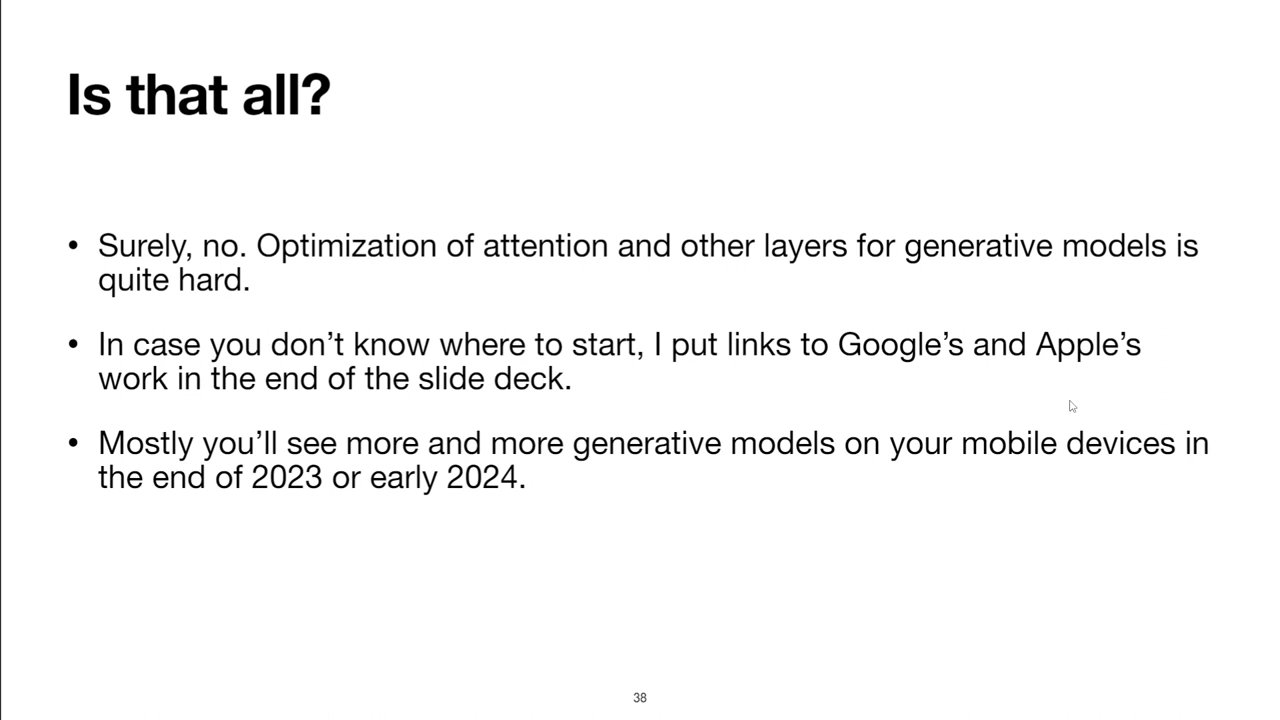 Is that all?
• Surely, no. Optimization of attention and other layers for generative models is
quite hard.
• In case you don’t know where to start, I put links to Google’s and Apple’s
work in the end of the slide deck.
• Mostly you’ll see more and more generative models on your mobile devices in
the end of 2023 or early 2024.
38